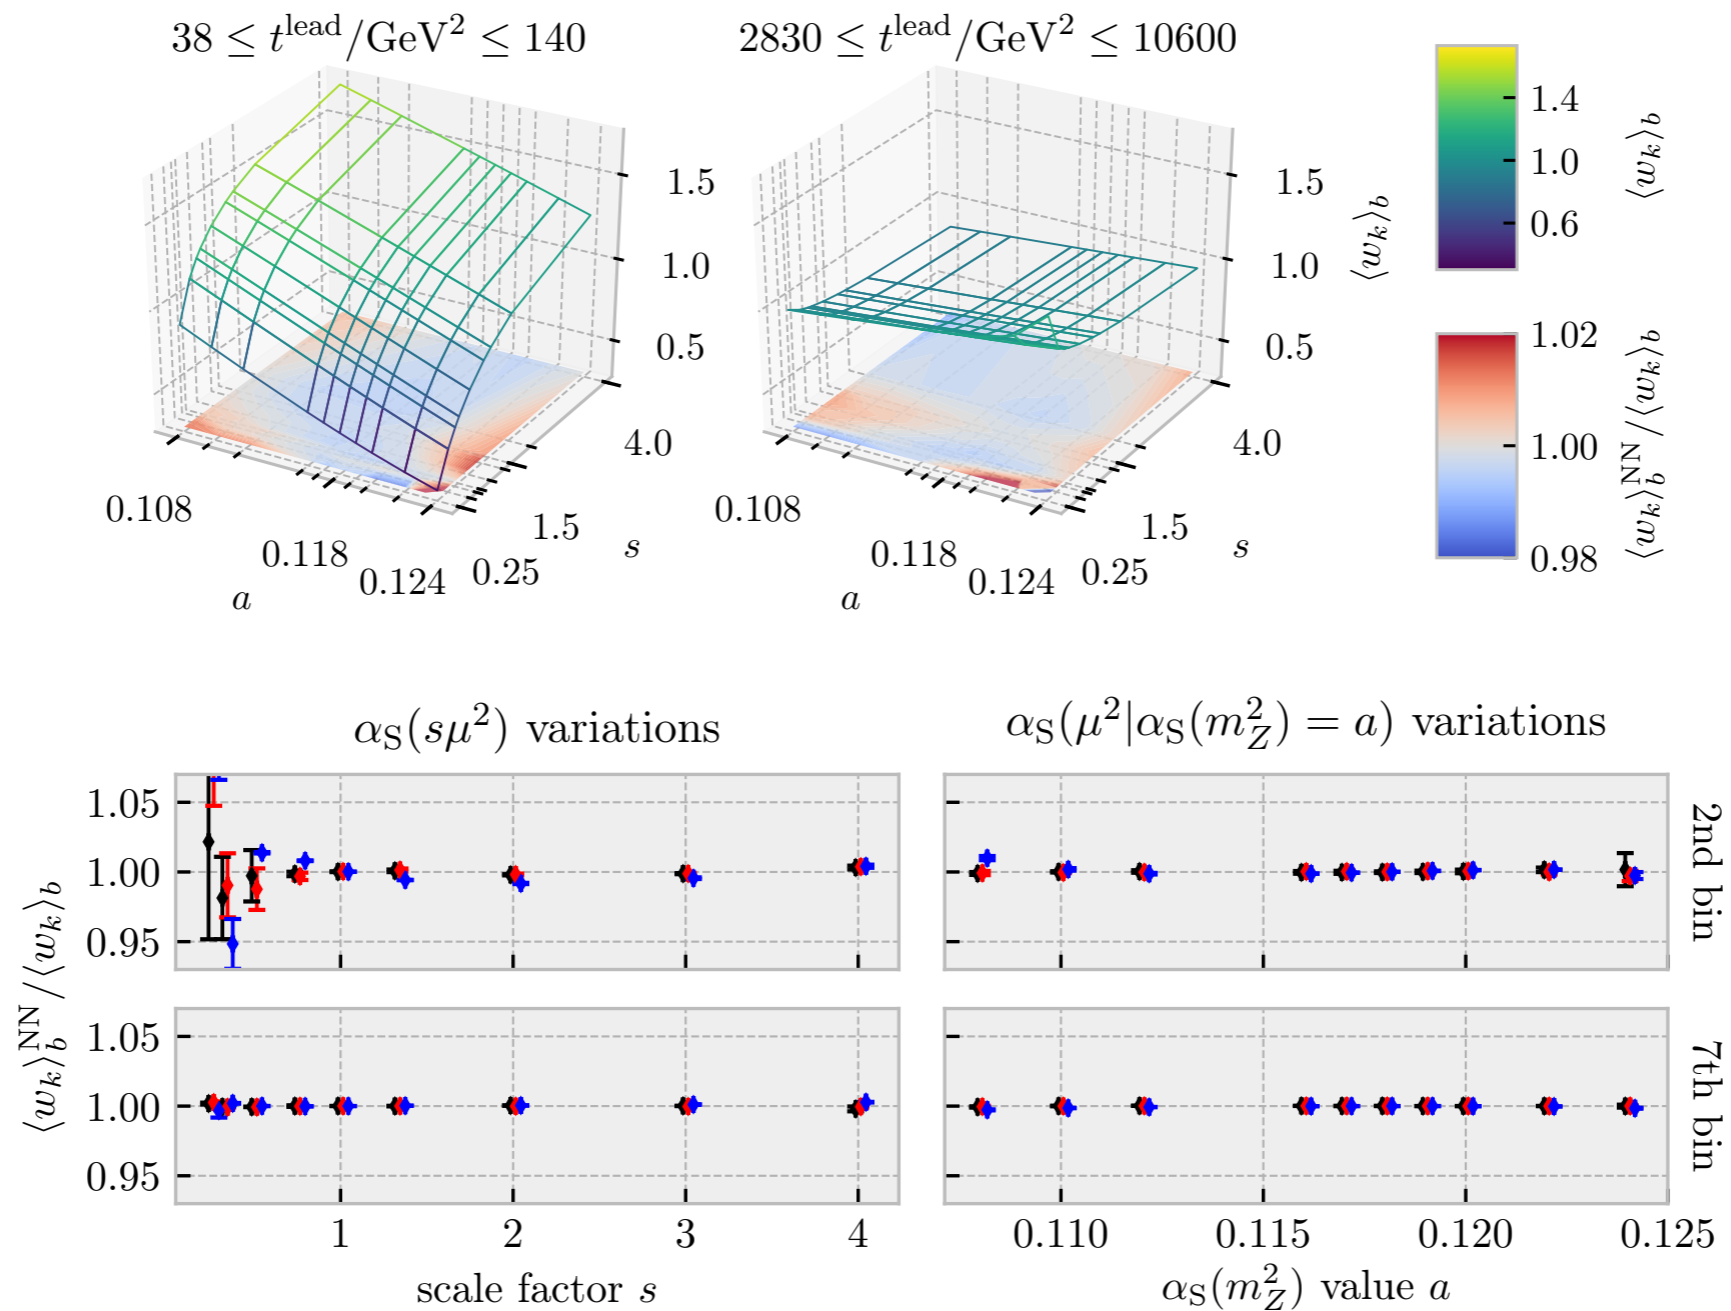 38 ≤ t^lead/GeV² ≤ 140
2830 ≤ t^lead/GeV² ≤ 10600
1.5
1.0
0.5
4.0
1.5
0.25
s
0.108
0.118
0.124
a
1.5
1.0
0.5
⟨w_k⟩_b
4.0
1.5
0.25
s
0.108
0.118
0.124
a
1.4
1.0
0.6
⟨w_k⟩_b
1.02
1.00
0.98
⟨w_k⟩_b^NN/⟨w_k⟩_b
α_S(sμ²) variations
α_S(μ²|α_S(m_Z²) = a) variations
1.05
1.00
0.95
2nd bin
1.05
1.00
0.95
7th bin
⟨w_k⟩_b^NN/⟨w_k⟩_b
1
2
3
4
scale factor s
0.110
0.115
0.120
0.125
α_S(m_Z²) value a